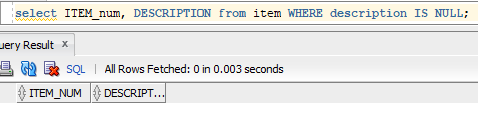 select ITEM_num, DESCRIPTION from item WHERE description IS NULL;
uery Result x
SQL | All Rows Fetched: 0 in 0.003 seconds
ITEM_NUM DESCRIPT...